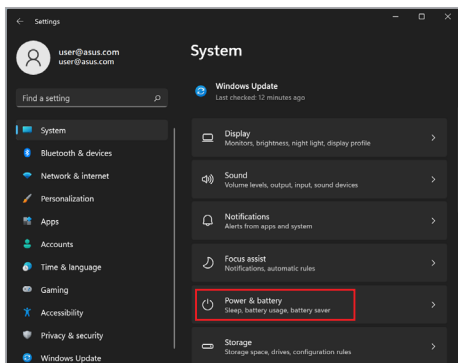 Settings
user@asus.com
user@asus.com
Find a setting
System
Bluetooth & devices
Network & internet
Personalization
Apps
Accounts
Time & language
Gaming
Accessibility
Privacy & security
Windows Update
System
Windows Update
Last checked: 12 minutes ago
Display
Monitors, brightness, night light, display profile
Sound
Volume levels, output, input, sound devices
Notifications
Alerts from apps and system
Focus assist
Notifications, automatic rules
Power & battery
Sleep, battery usage, battery saver
Storage
Storage space, drives, configuration rules